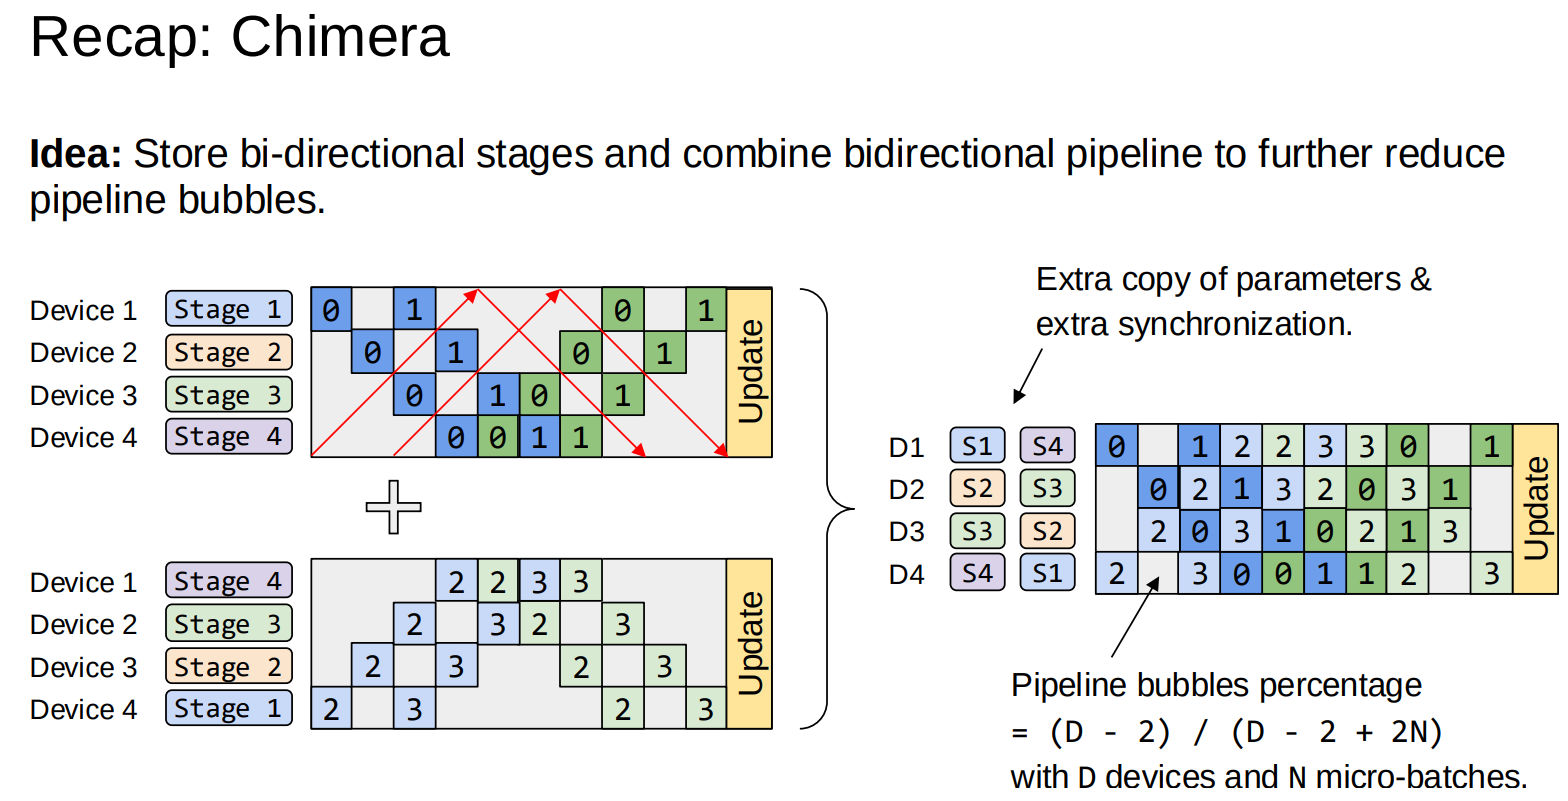 Recap: Chimera
Idea: Store bi-directional stages and combine bidirectional pipeline to further reduce
pipeline bubbles.
Device 1 Stage 1 0 1 0 1
Device 2 Stage 2 0 1 0 1
Device 3 Stage 3 0 1 0 1
Device 4 Stage 4 0 0 1 1
Update
Device 1 Stage 4 2 2 3 3
Device 2 Stage 3 2 3 2 3
Device 3 Stage 2 2 3 2 3
Device 4 Stage 1 2 3 2 3
Update
Extra copy of parameters &
extra synchronization.
D1 S1 S4 0 1 2 2 3 3 0 1
D2 S2 S3 0 2 1 3 2 0 3 1
D3 S3 S2 2 0 3 1 0 2 1 3
D4 S4 S1 2 3 0 0 1 1 2 3
Update
Pipeline bubbles percentage
= (D - 2) / (D - 2 + 2N)
with D devices and N micro-batches.